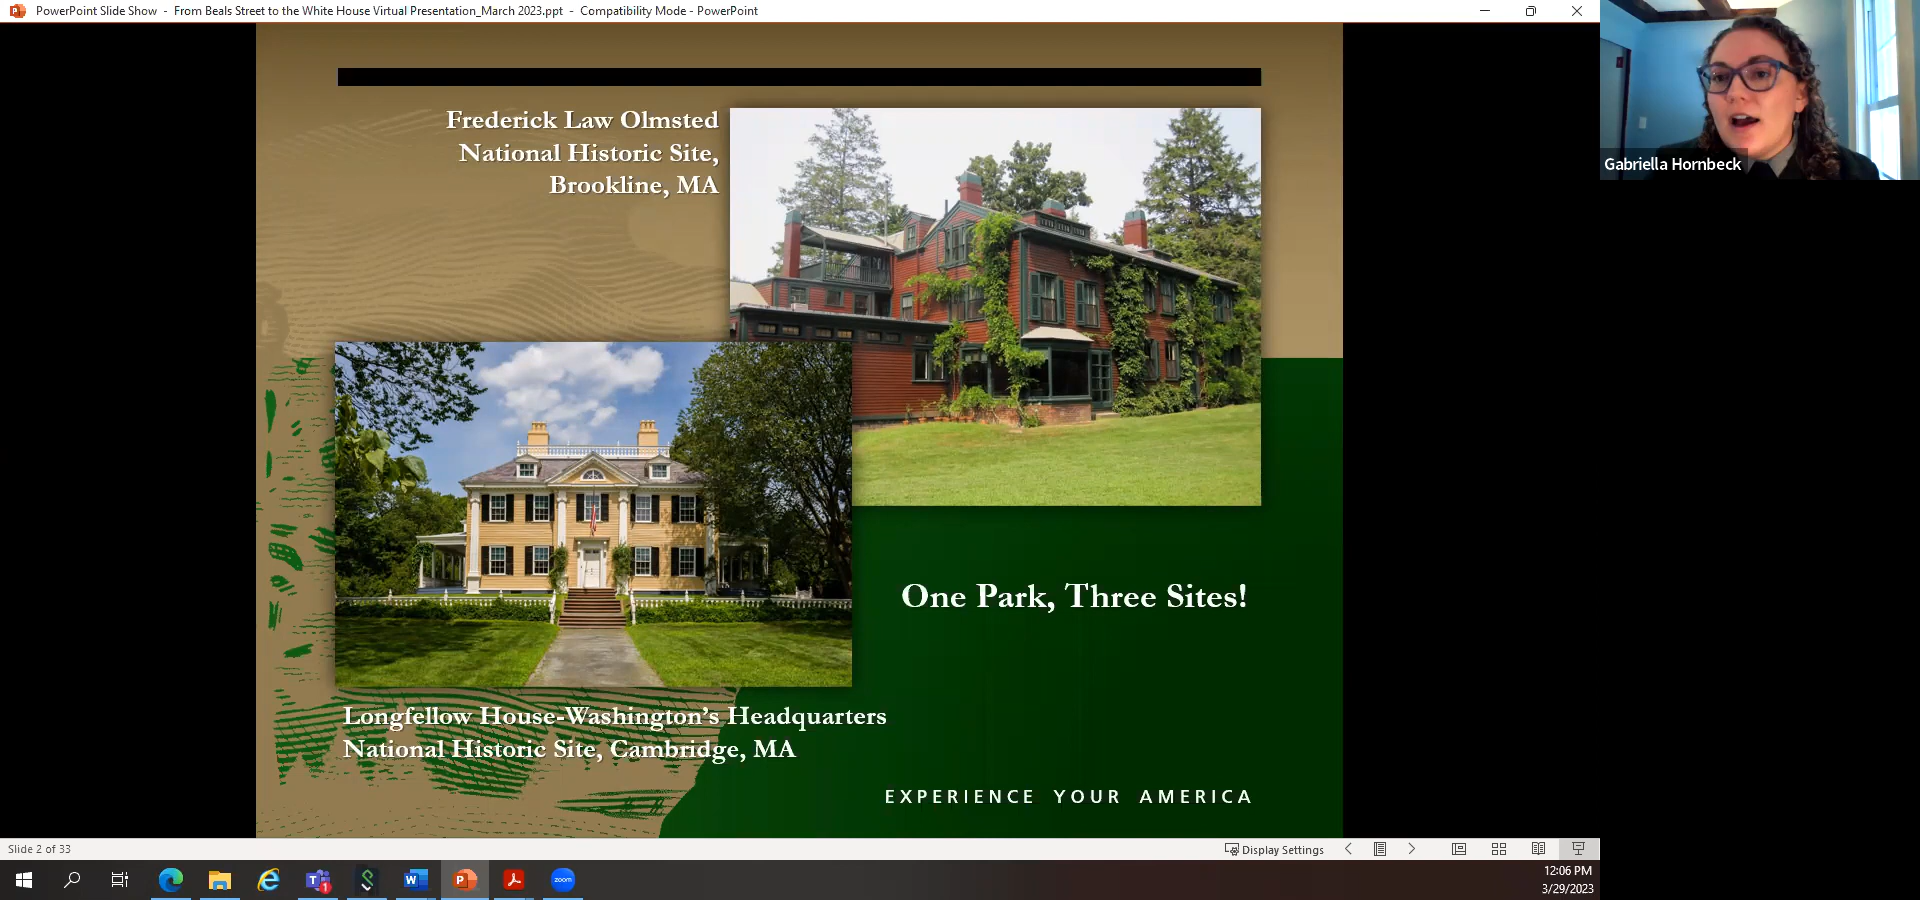 PowerPoint Slide Show - From Beals Street to the White House Virtual Presentation_March 2023.ppt - Compatibility Mode - PowerPoint
Frederick Law Olmsted
National Historic Site,
Brookline, MA
Gabriella Hornbeck
One Park, Three Sites!
Longfellow House-Washington’s Headquarters
National Historic Site, Cambridge, MA
EXPERIENCE YOUR AMERICA
Slide 2 of 33
Display Settings
1
zoom
12:06 PM
3/29/2023